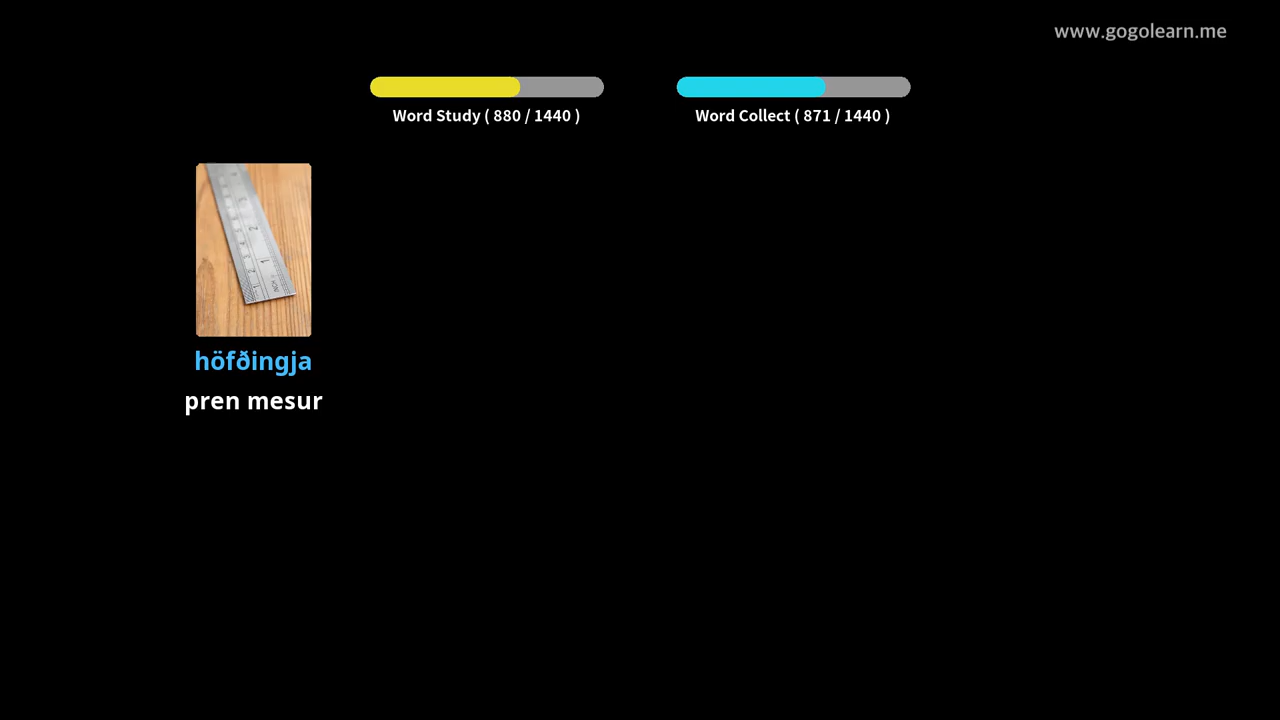 www.gogolearn.me
Word Study ( 880 / 1440 )
Word Collect ( 871 / 1440 )
höfðingja
pren mesur